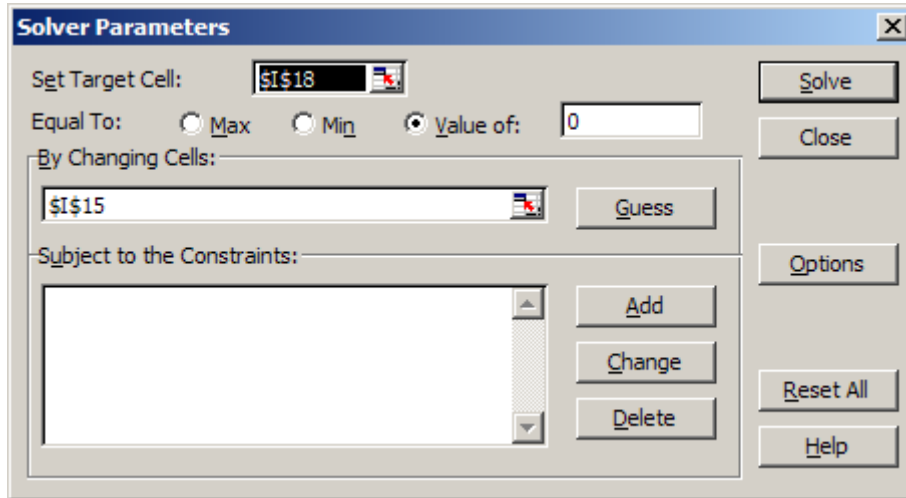 Solver Parameters
Set Target Cell: $I$18 Solve
Equal To: Max Min Value of: 0 Close
By Changing Cells:
$I$15 Guess
Subject to the Constraints: Options
Add
Change
Reset All
Delete
Help